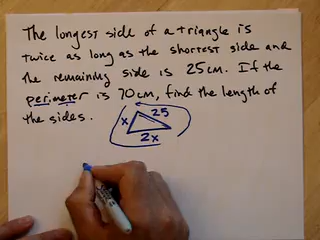 The longest side of a triangle is
twice as long as the shortest side and
the remaining side is 25cm. If the
perimeter is 70cm, find the length of
the sides.
x 25
2x